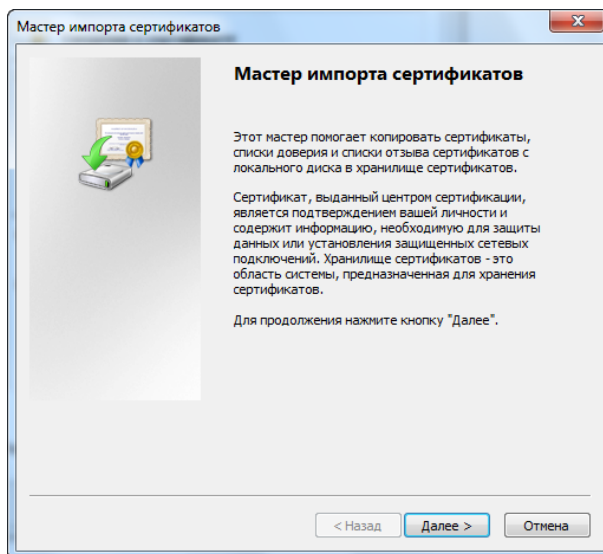 Мастер импорта сертификатов
Мастер импорта сертификатов
Этот мастер помогает копировать сертификаты,
списки доверия и списки отзыва сертификатов с
локального диска в хранилище сертификатов.
Сертификат, выданный центром сертификации,
является подтверждением вашей личности и
содержит информацию, необходимую для защиты
данных или установления защищенных сетевых
подключений. Хранилище сертификатов - это
область системы, предназначенная для хранения
сертификатов.
Для продолжения нажмите кнопку "Далее".
< Назад Далее > Отмена